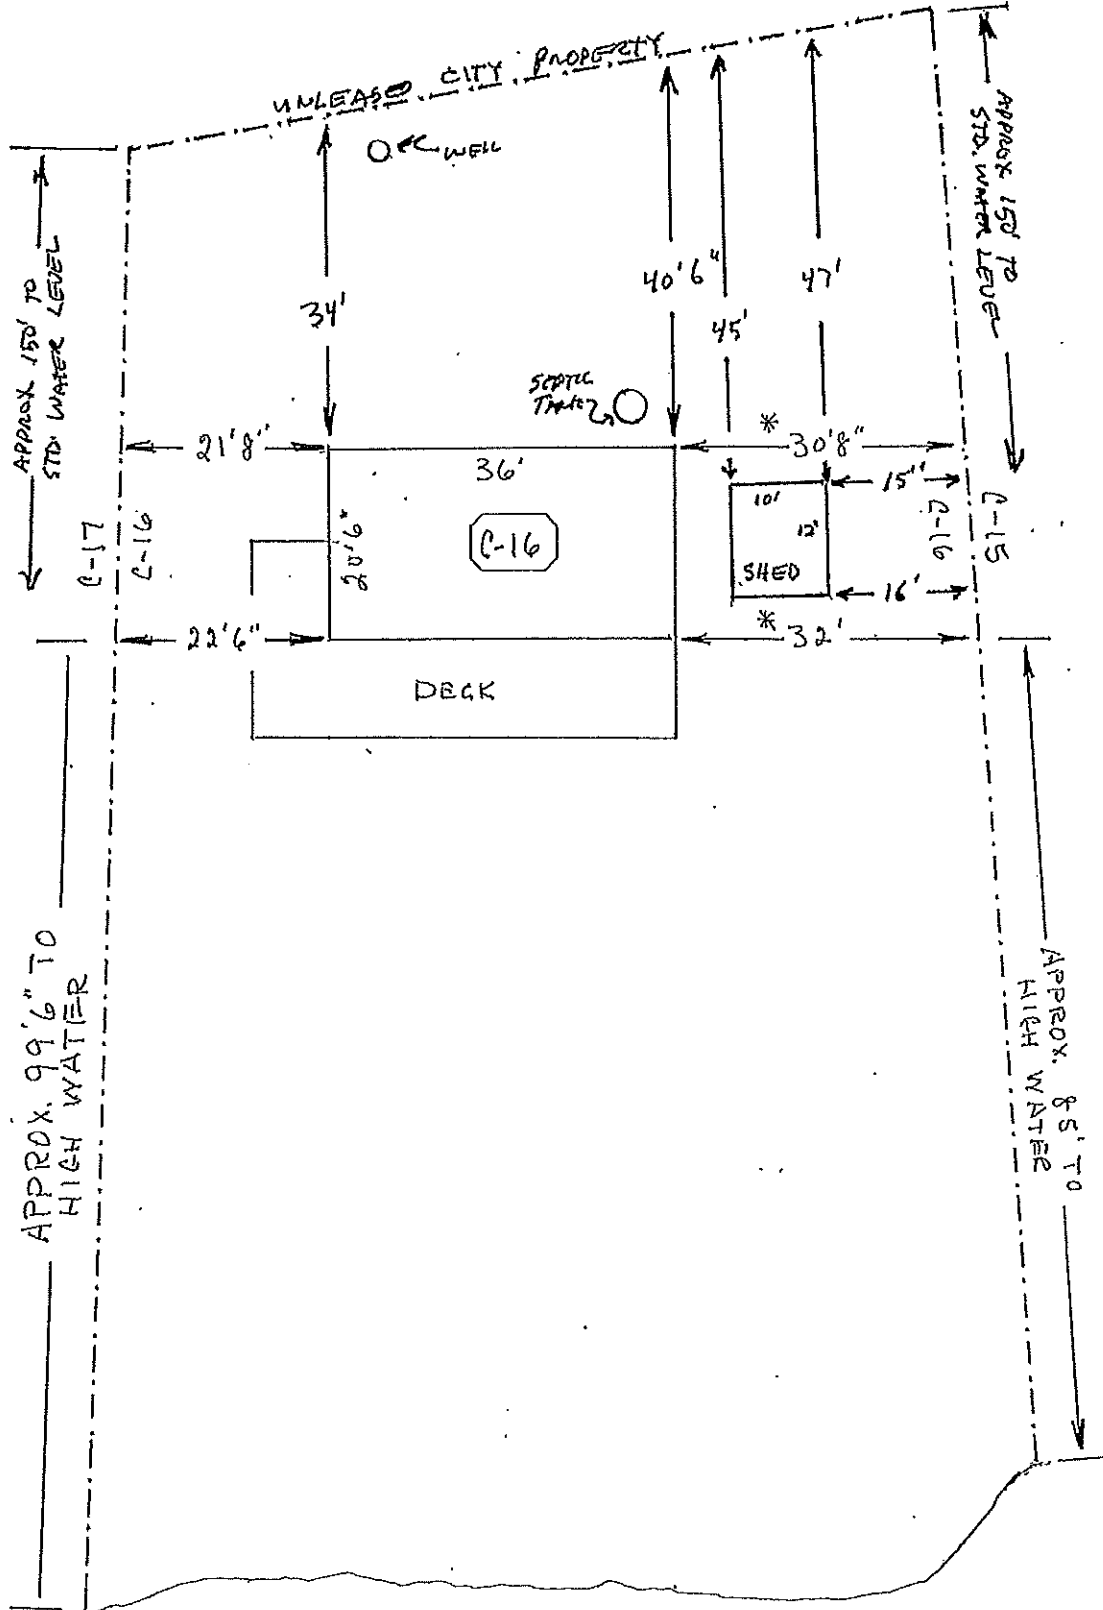 UNLEASED CITY PROPERTY
WELL
APPROX 150' TO
STD. WATER LEVEL
APPROX 150' TO
STD. WATER LEVEL
34'
40'6"
45'
47'
SEPTIC
TANK
21'8"
*
30'8"
36'
20'6"
C-16
10'
12'
SHED
15"
16'
C-17
C-16
C-16
C-15
22'6"
*
32'
DECK
APPROX. 99'6" TO
HIGH WATER
APPROX. 85' TO
HIGH WATER